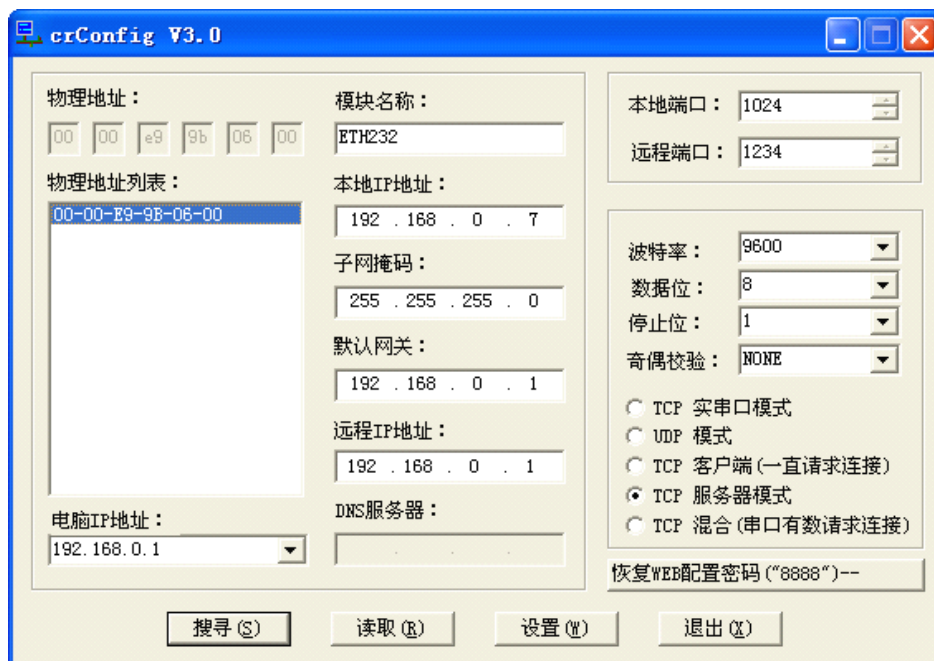 crConfig V3.0
物理地址：
00 00 e9 9b 06 00
物理地址列表：
00-00-E9-9B-06-00
电脑IP地址：
192.168.0.1
模块名称：
ETH232
本地IP地址：
192 . 168 . 0 . 7
子网掩码：
255 . 255 . 255 . 0
默认网关：
192 . 168 . 0 . 1
远程IP地址：
192 . 168 . 0 . 1
DNS服务器：
. . .
本地端口： 1024
远程端口： 1234
波特率： 9600
数据位： 8
停止位： 1
奇偶校验： NONE
TCP 实串口模式
UDP 模式
TCP 客户端(一直请求连接)
TCP 服务器模式
TCP 混合(串口有数请求连接)
恢复WEB配置密码("8888")--
搜寻(S) 读取(R) 设置(W) 退出(X)